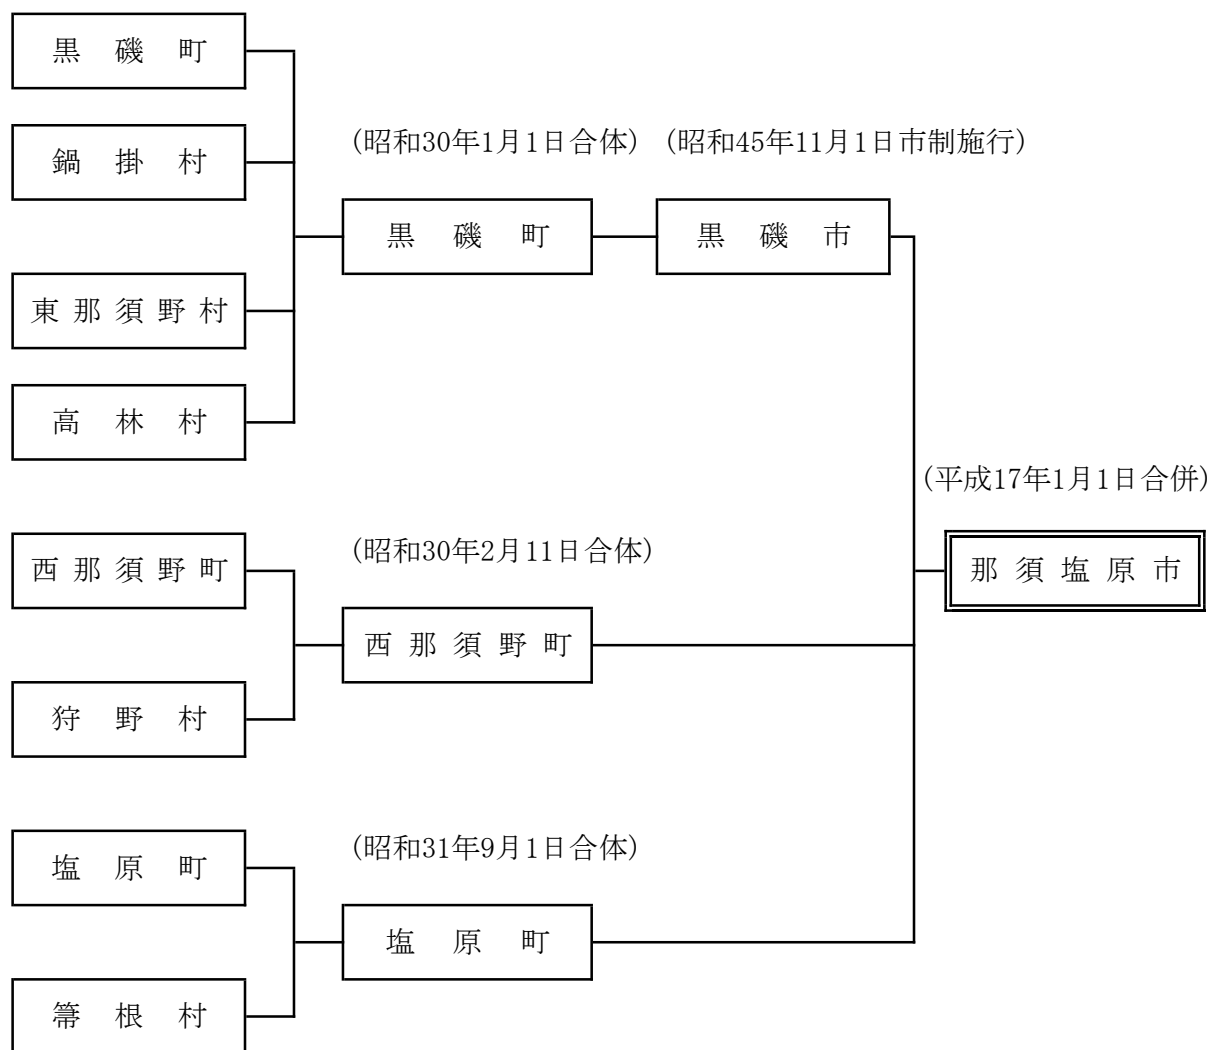 黒磯町
鍋掛村
(昭和30年1月1日合体) (昭和45年11月1日市制施行)
黒磯町
黒磯市
東那須野村
高林村
(平成17年1月1日合併)
西那須野町
(昭和30年2月11日合体)
那須塩原市
西那須野町
狩野村
塩原町
(昭和31年9月1日合体)
塩原町
箒根村